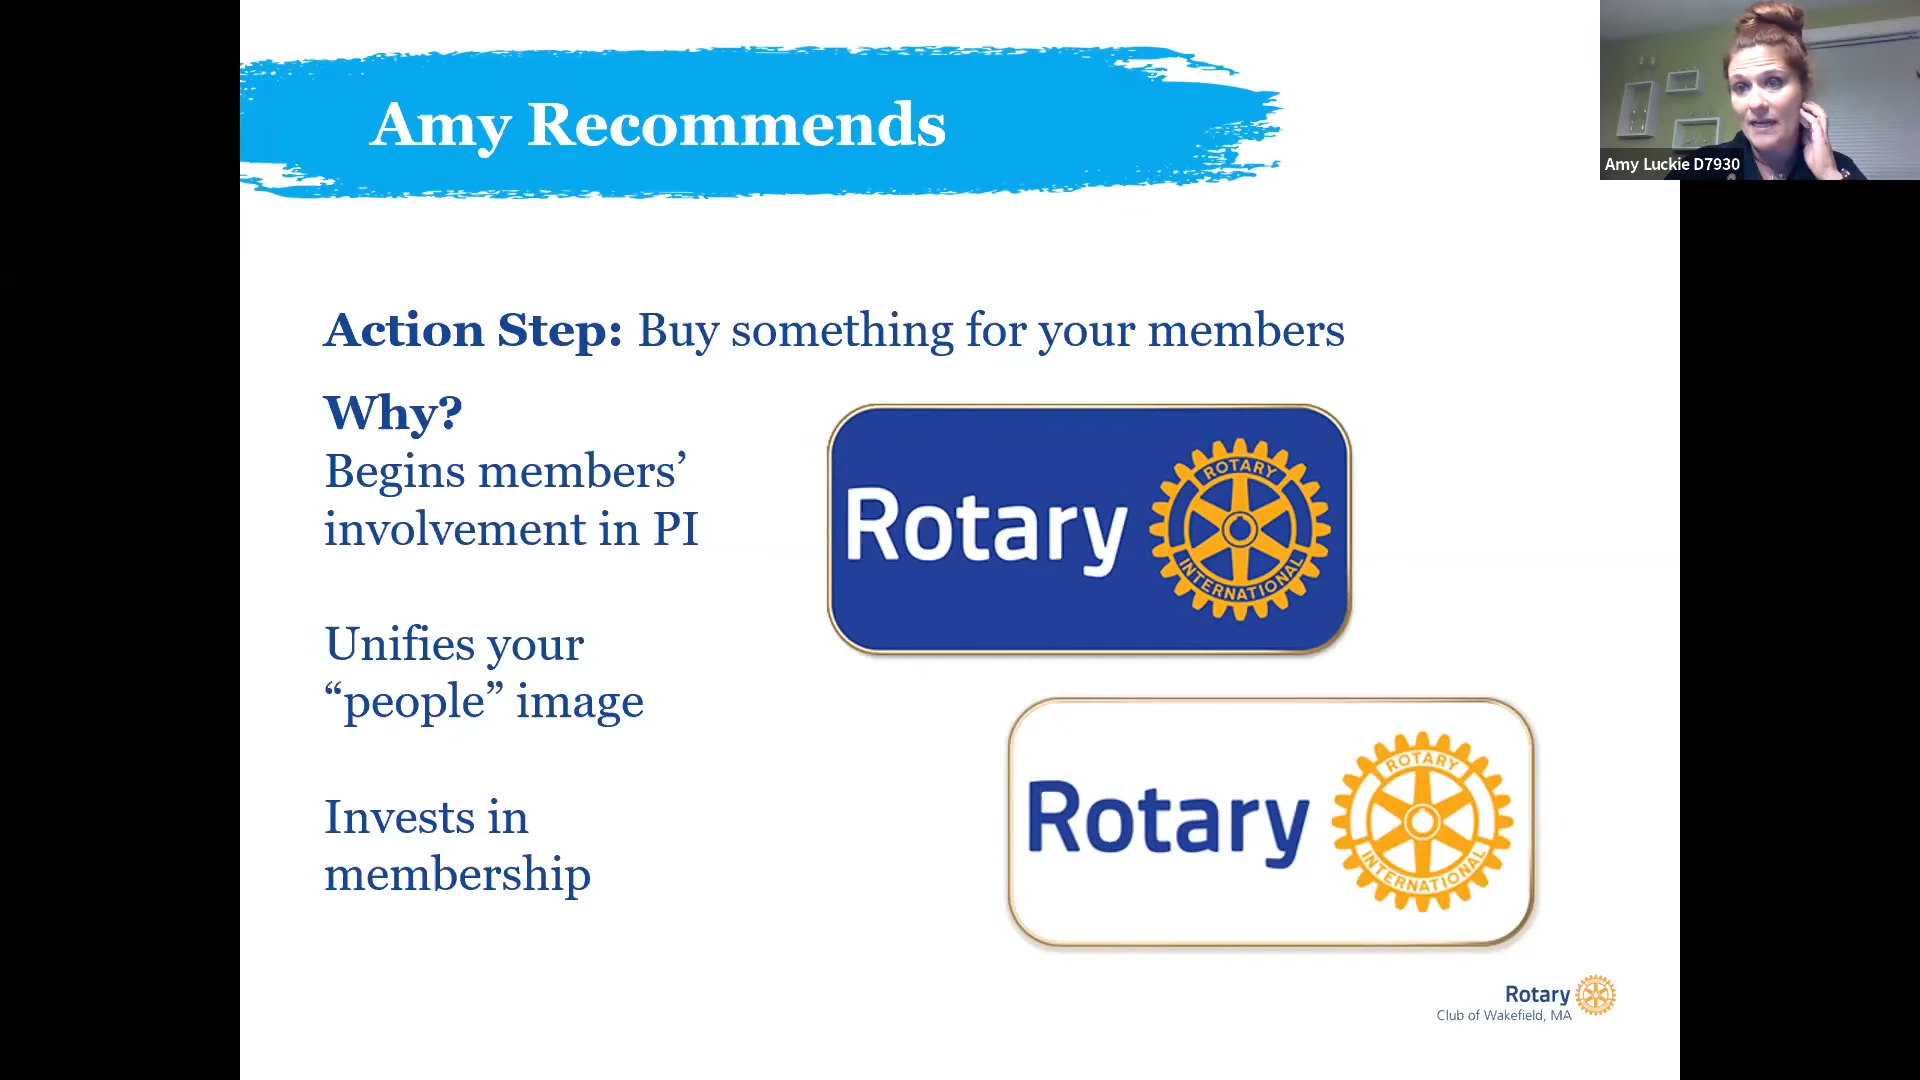 Amy Recommends
Amy Luckie D7930
Action Step: Buy something for your members
Why?
Begins members’
involvement in PI
Unifies your
“people” image
Invests in
membership
Rotary
ROTARY
INTERNATIONAL
Rotary
ROTARY
INTERNATIONAL
Rotary
Club of Wakefield, MA